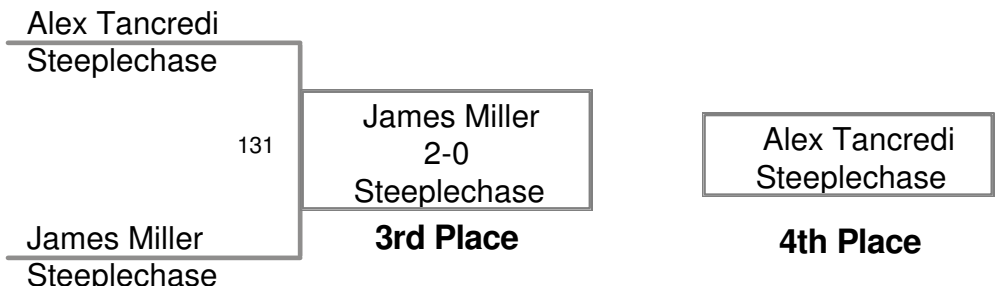 Alex Tancredi
Steeplechase
131
James Miller
Steeplechase
James Miller
2-0
Steeplechase
3rd Place
Alex Tancredi
Steeplechase
4th Place